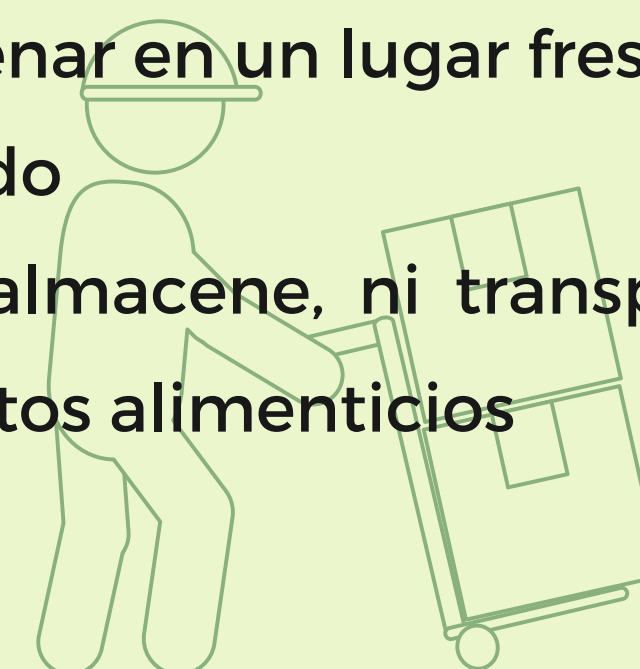 enar en un lugar fres
do
almacene, ni transp
tos alimenticios